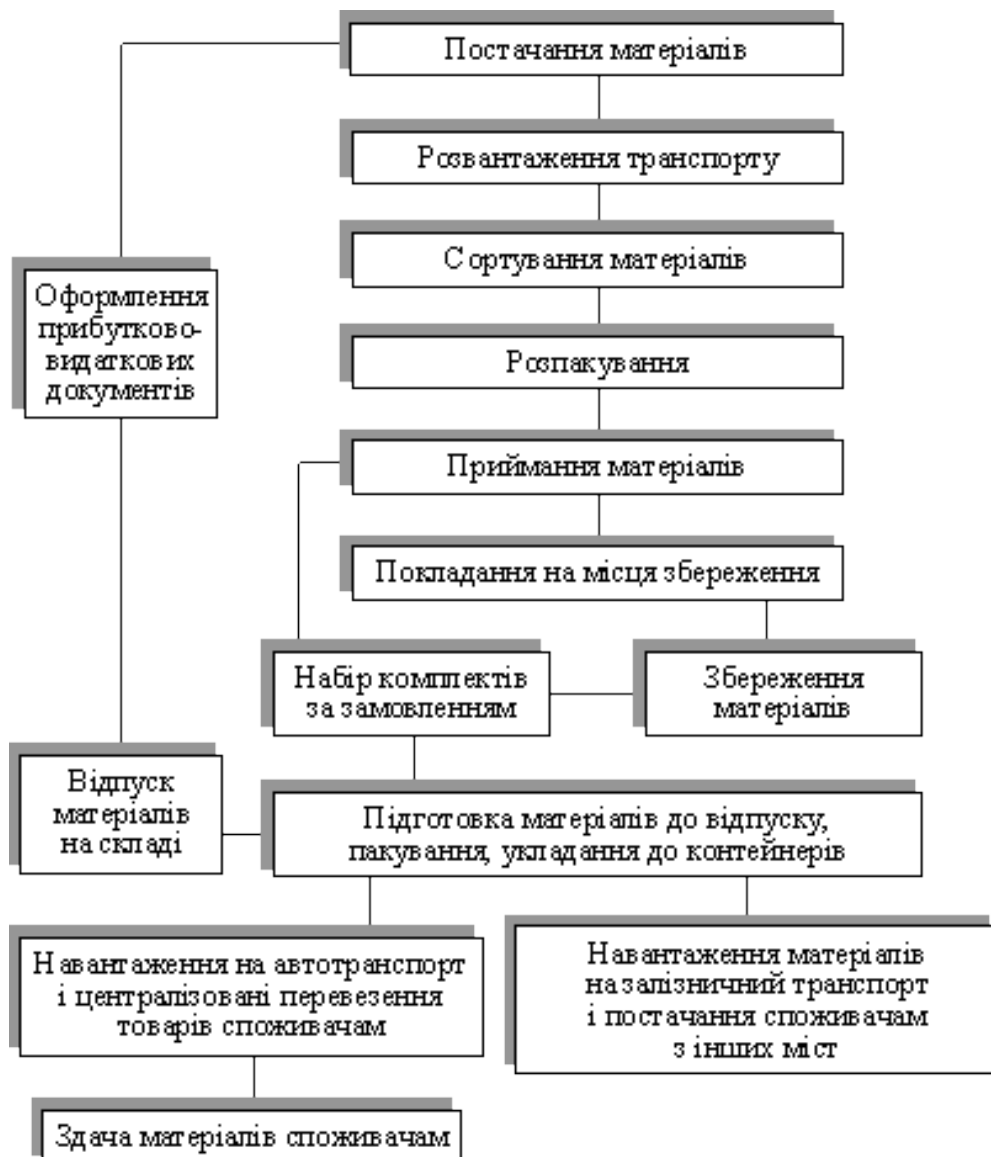 Постачання матеріалів
Розвантаження транспорту
Сортування матеріалів
Оформлення
прибутково-
видаткових
документів
Розпакування
Приймання матеріалів
Покладання на місця збереження
Набір комплектів
за замовленням
Збереження
матеріалів
Відпуск
матеріалів
на складі
Підготовка матеріалів до відпуску,
пакування, укладання до контейнерів
Навантаження на автотранспорт
і централізовані перевезення
товарів споживачам
Навантаження матеріалів
на залізничний транспорт
і постачання споживачам
з інших міст
Здача матеріалів споживачам